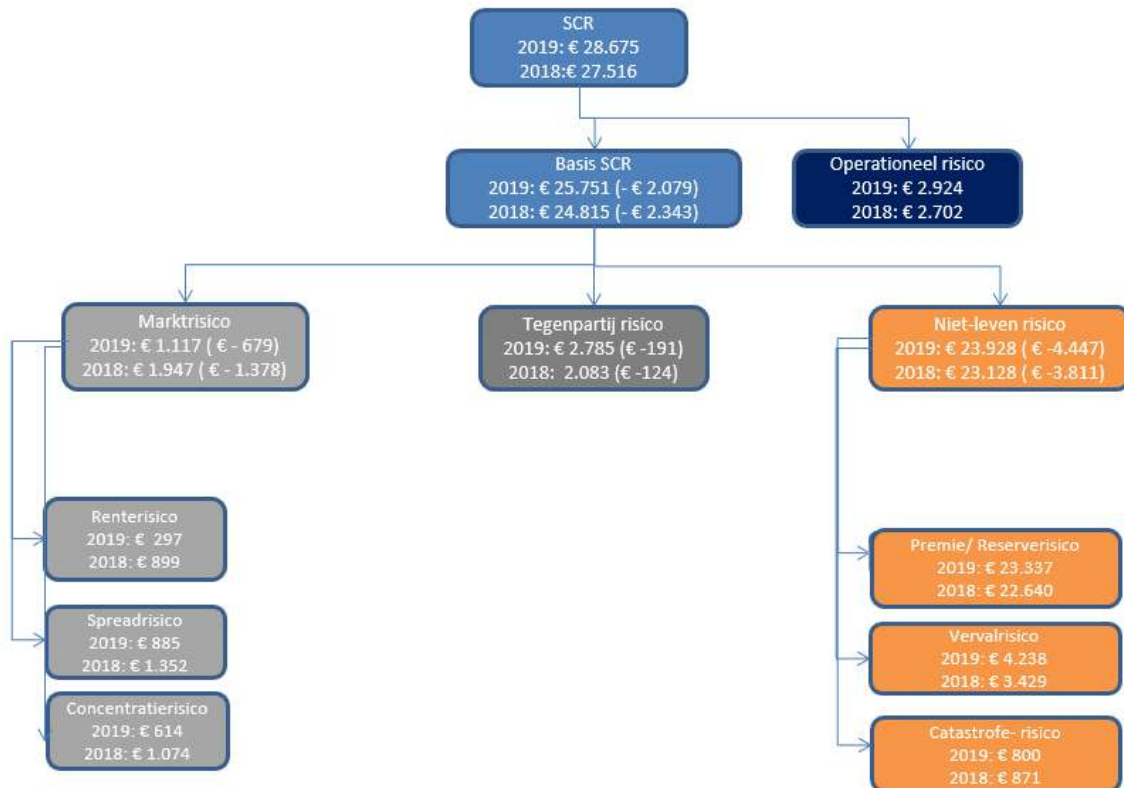 SCR
2019: € 28.675
2018:€ 27.516
Basis SCR
2019: € 25.751 (- € 2.079)
2018: € 24.815 (- € 2.343)
Operationeel risico
2019: € 2.924
2018: € 2.702
Marktrisico
2019: € 1.117 ( € - 679)
2018: € 1.947 ( € - 1.378)
Tegenpartij risico
2019: € 2.785 (€ -191)
2018: 2.083 (€ -124)
Niet-leven risico
2019: € 23.928 ( € -4.447)
2018: € 23.128 ( € -3.811)
Renterisico
2019: € 297
2018: € 899
Spreadrisico
2019: € 885
2018: € 1.352
Concentratierisico
2019: € 614
2018: € 1.074
Premie/ Reserverisico
2019: € 23.337
2018: € 22.640
Vervalrisico
2019: € 4.238
2018: € 3.429
Catastrofe- risico
2019: € 800
2018: € 871